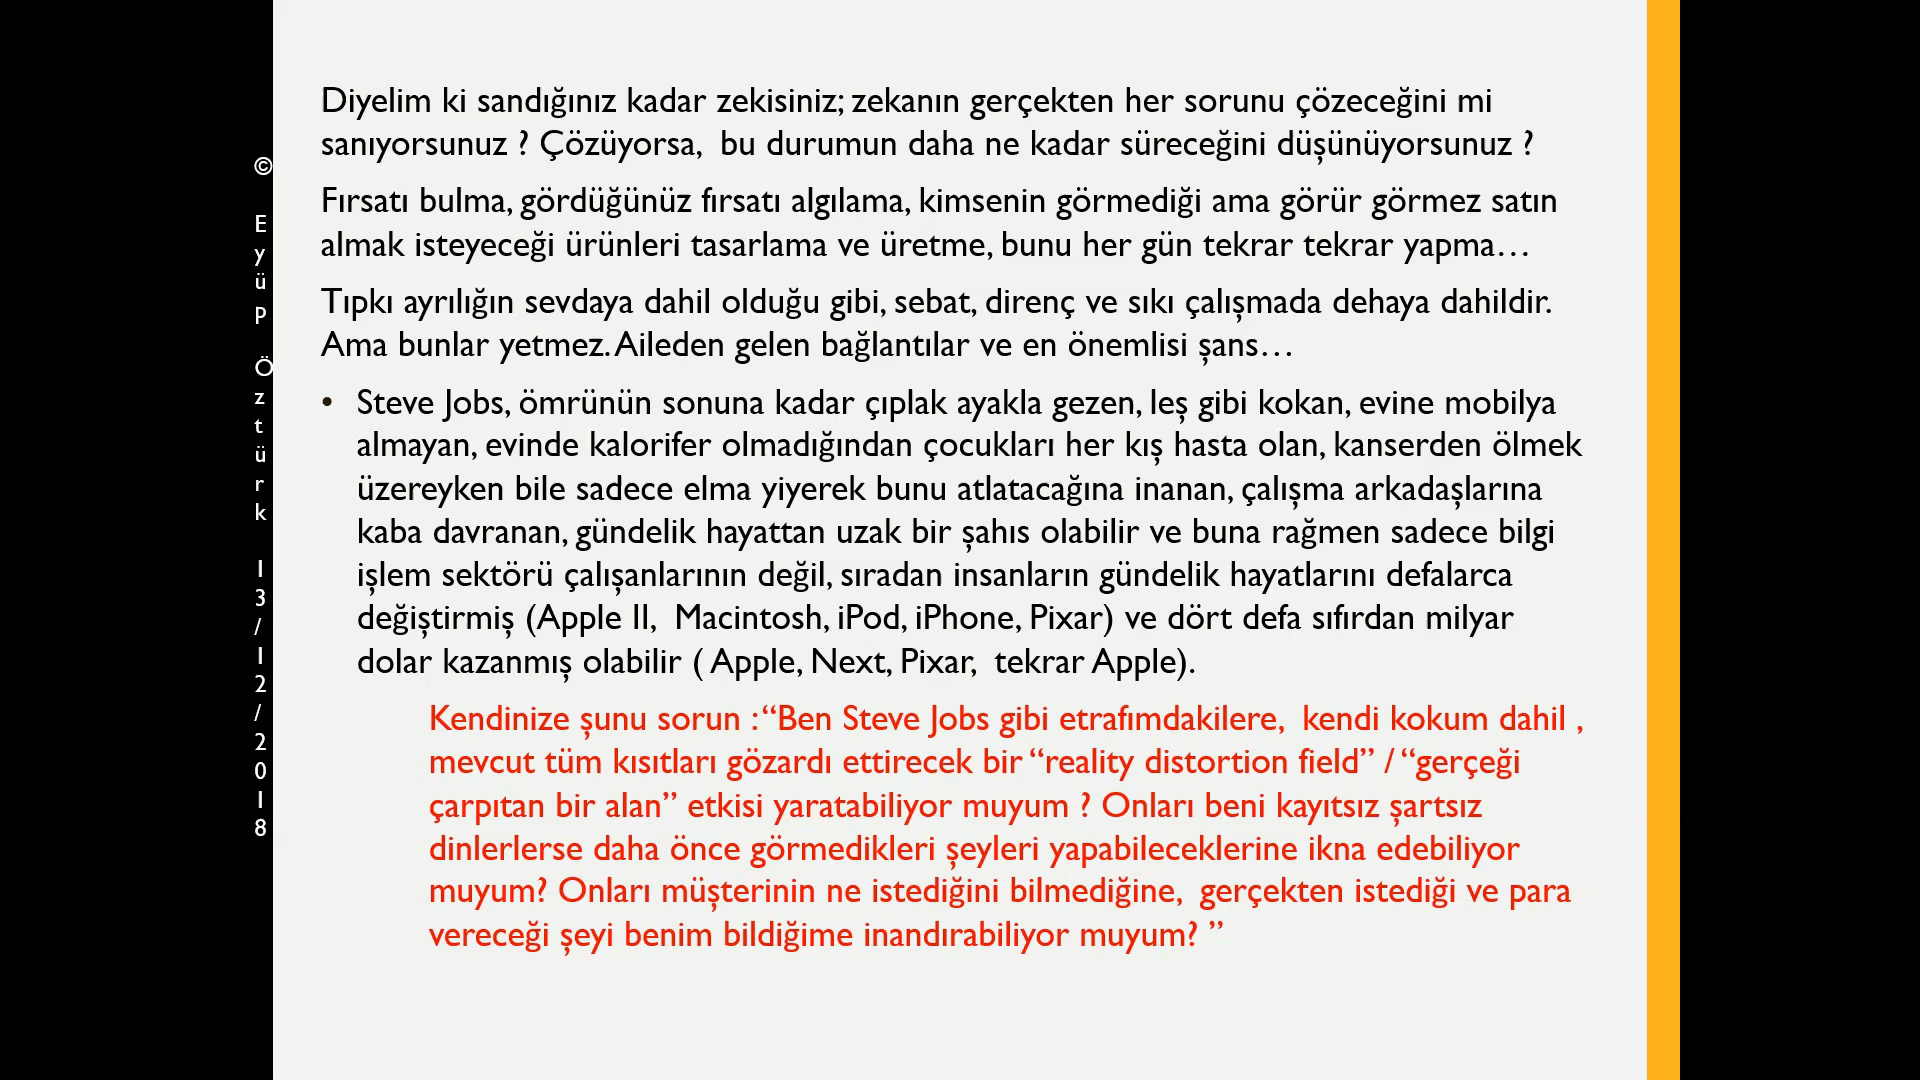 Diyelim ki sandığınız kadar zekisiniz; zekanın gerçekten her sorunu çözeceğini mi
sanıyorsunuz ? Çözüyorsa, bu durumun daha ne kadar süreceğini düşünüyorsunuz ?
Fırsatı bulma, gördüğünüz fırsatı algılama, kimsenin görmediği ama görür görmez satın
almak isteyeceği ürünleri tasarlama ve üretme, bunu her gün tekrar tekrar yapma…
Tıpkı ayrılığın sevdaya dahil olduğu gibi, sebat, direnç ve sıkı çalışmada dehaya dahildir.
Ama bunlar yetmez. Aileden gelen bağlantılar ve en önemlisi şans…
• Steve Jobs, ömrünün sonuna kadar çıplak ayakla gezen, leş gibi kokan, evine mobilya
almayan, evinde kalorifer olmadığından çocukları her kış hasta olan, kanserden ölmek
üzereyken bile sadece elma yiyerek bunu atlatacağına inanan, çalışma arkadaşlarına
kaba davranan, gündelik hayattan uzak bir şahıs olabilir ve buna rağmen sadece bilgi
işlem sektörü çalışanlarının değil, sıradan insanların gündelik hayatlarını defalarca
değiştirmiş (Apple II, Macintosh, iPod, iPhone, Pixar) ve dört defa sıfırdan milyar
dolar kazanmış olabilir ( Apple, Next, Pixar, tekrar Apple).
Kendinize şunu sorun : “Ben Steve Jobs gibi etrafımdakilere, kendi kokum dahil ,
mevcut tüm kısıtları gözardı ettirecek bir “reality distortion field” / “gerçeği
çarpıtan bir alan” etkisi yaratabiliyor muyum ? Onları beni kayıtsız şartsız
dinlerlerse daha önce görmedikleri şeyleri yapabileceklerine ikna edebiliyor
muyum? Onları müşterinin ne istediğini bilmediğine, gerçekten istediği ve para
vereceği şeyi benim bildiğime inandırabiliyor muyum? ”
© Eyüp Öztürk 13/12/2018